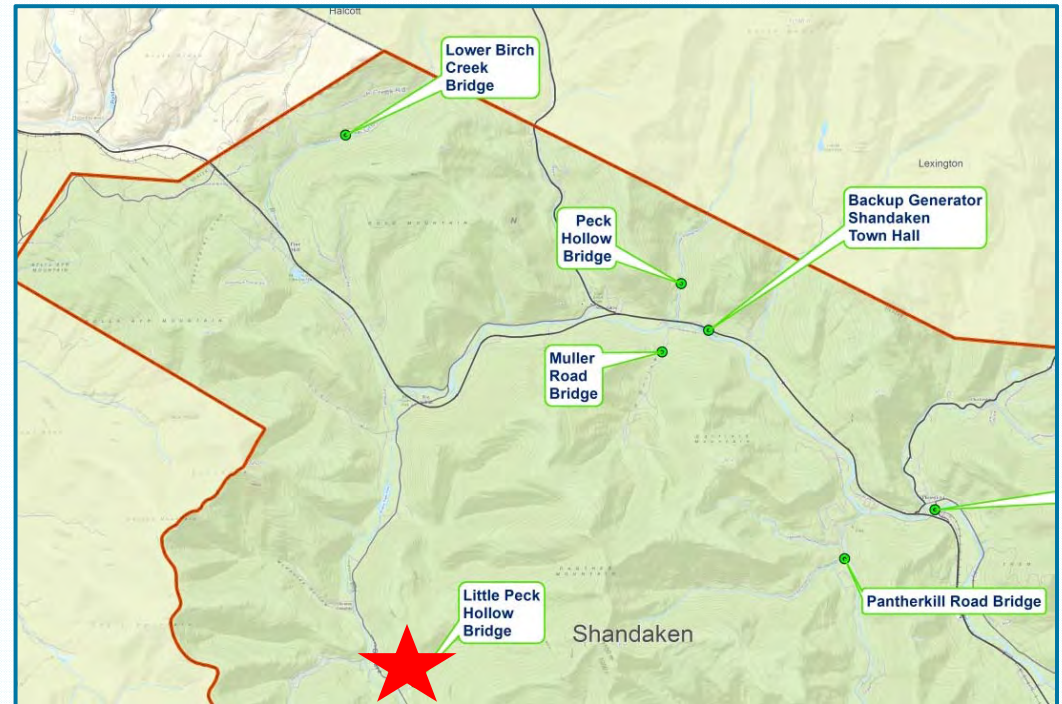 Halcott
Lower Birch
Creek
Bridge
Lexington
Backup Generator
Shandaken
Town Hall
Peck
Hollow
Bridge
Muller
Road
Bridge
Pantherkill Road Bridge
Little Peck
Hollow
Bridge
Shandaken